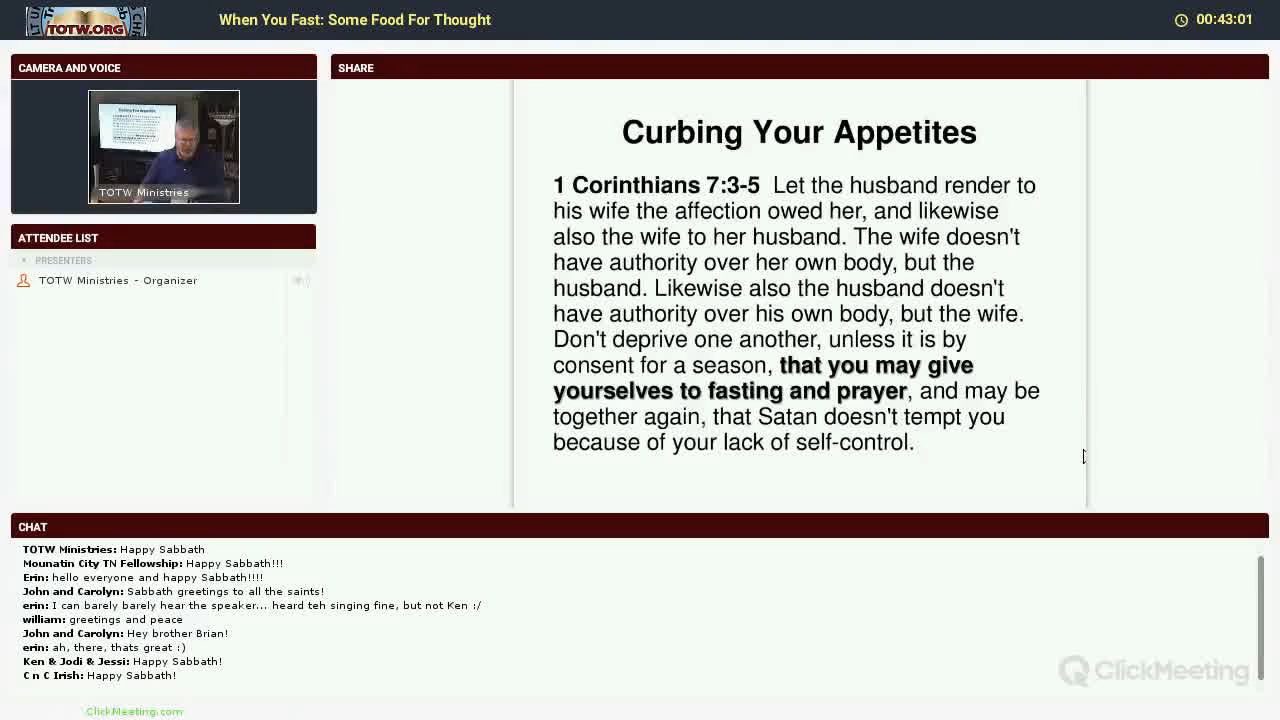 TOTW.ORG
When You Fast: Some Food For Thought
00:43:01
CAMERA AND VOICE
TOTW Ministries
ATTENDEE LIST
PRESENTERS
TOTW Ministries - Organizer
SHARE
Curbing Your Appetites
1 Corinthians 7:3-5 Let the husband render to
his wife the affection owed her, and likewise
also the wife to her husband. The wife doesn't
have authority over her own body, but the
husband. Likewise also the husband doesn't
have authority over his own body, but the wife.
Don't deprive one another, unless it is by
consent for a season, that you may give
yourselves to fasting and prayer, and may be
together again, that Satan doesn't tempt you
because of your lack of self-control.
CHAT
TOTW Ministries: Happy Sabbath
Mounatin City TN Fellowship: Happy Sabbath!!!
Erin: hello everyone and happy Sabbath!!!!
John and Carolyn: Sabbath greetings to all the saints!
erin: I can barely barely hear the speaker... heard teh singing fine, but not Ken :/
william: greetings and peace
John and Carolyn: Hey brother Brian!
erin: ah, there, thats great :)
Ken & Jodi & Jessi: Happy Sabbath!
C n C Irish: Happy Sabbath!
ClickMeeting
ClickMeeting.com